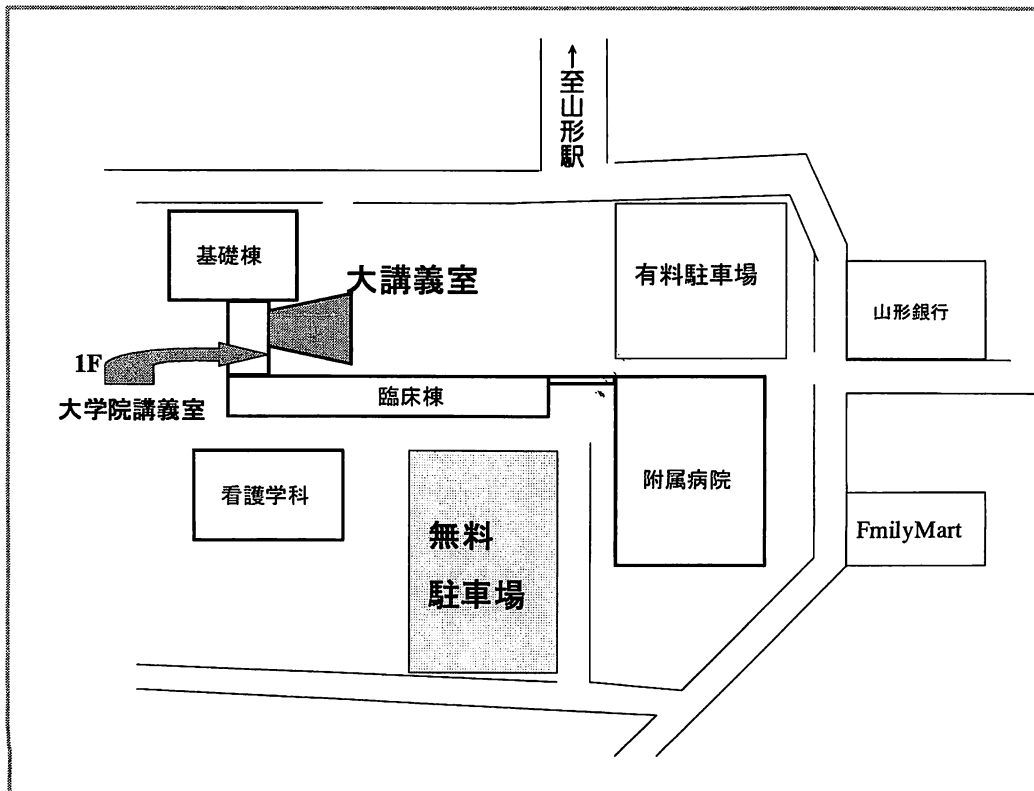 ↑至山形駅
基礎棟
大講義室
有料駐車場
山形銀行
1F
大学院講義室
臨床棟
看護学科
無料
駐車場
附属病院
FmilyMart